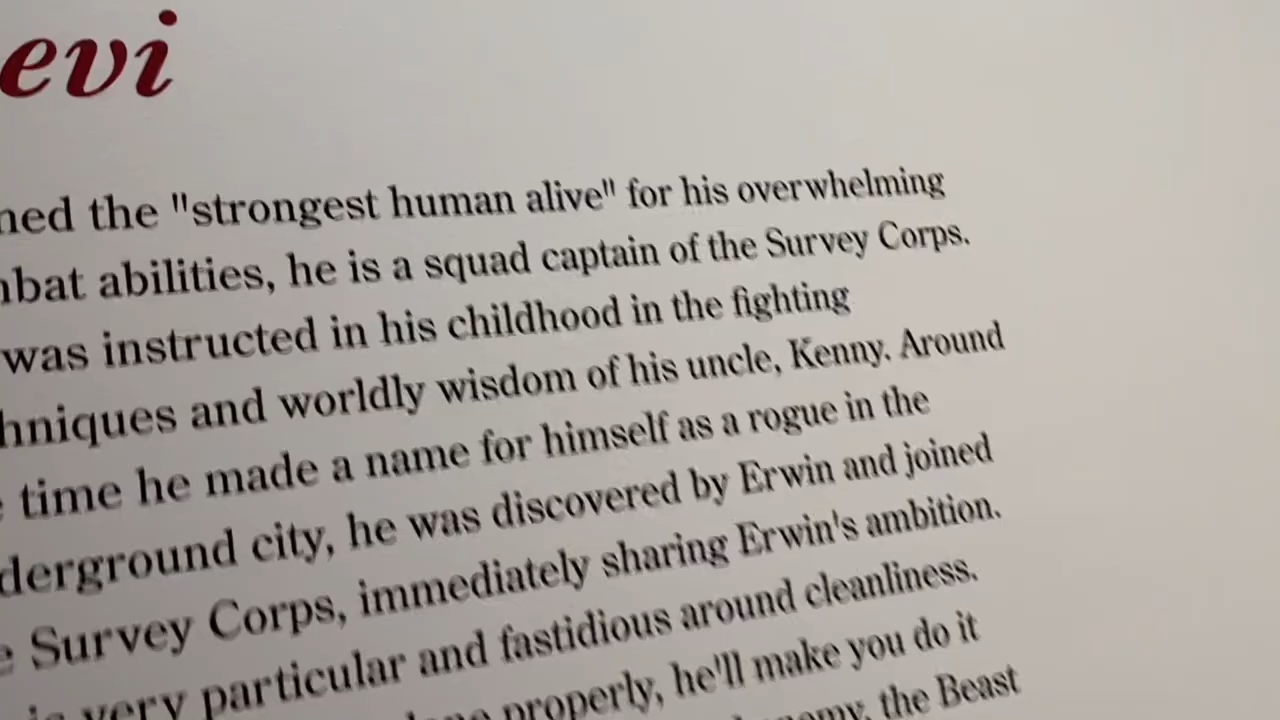 evi
ned the "strongest human alive" for his overwhelming
bat abilities, he is a squad captain of the Survey Corps.
was instructed in his childhood in the fighting
hniques and worldly wisdom of his uncle, Kenny. Around
time he made a name for himself as a rogue in the
derground city, he was discovered by Erwin and joined
Survey Corps, immediately sharing Erwin's ambition.
very particular and fastidious around cleanliness.
properly, he'll make you do it
the Beast